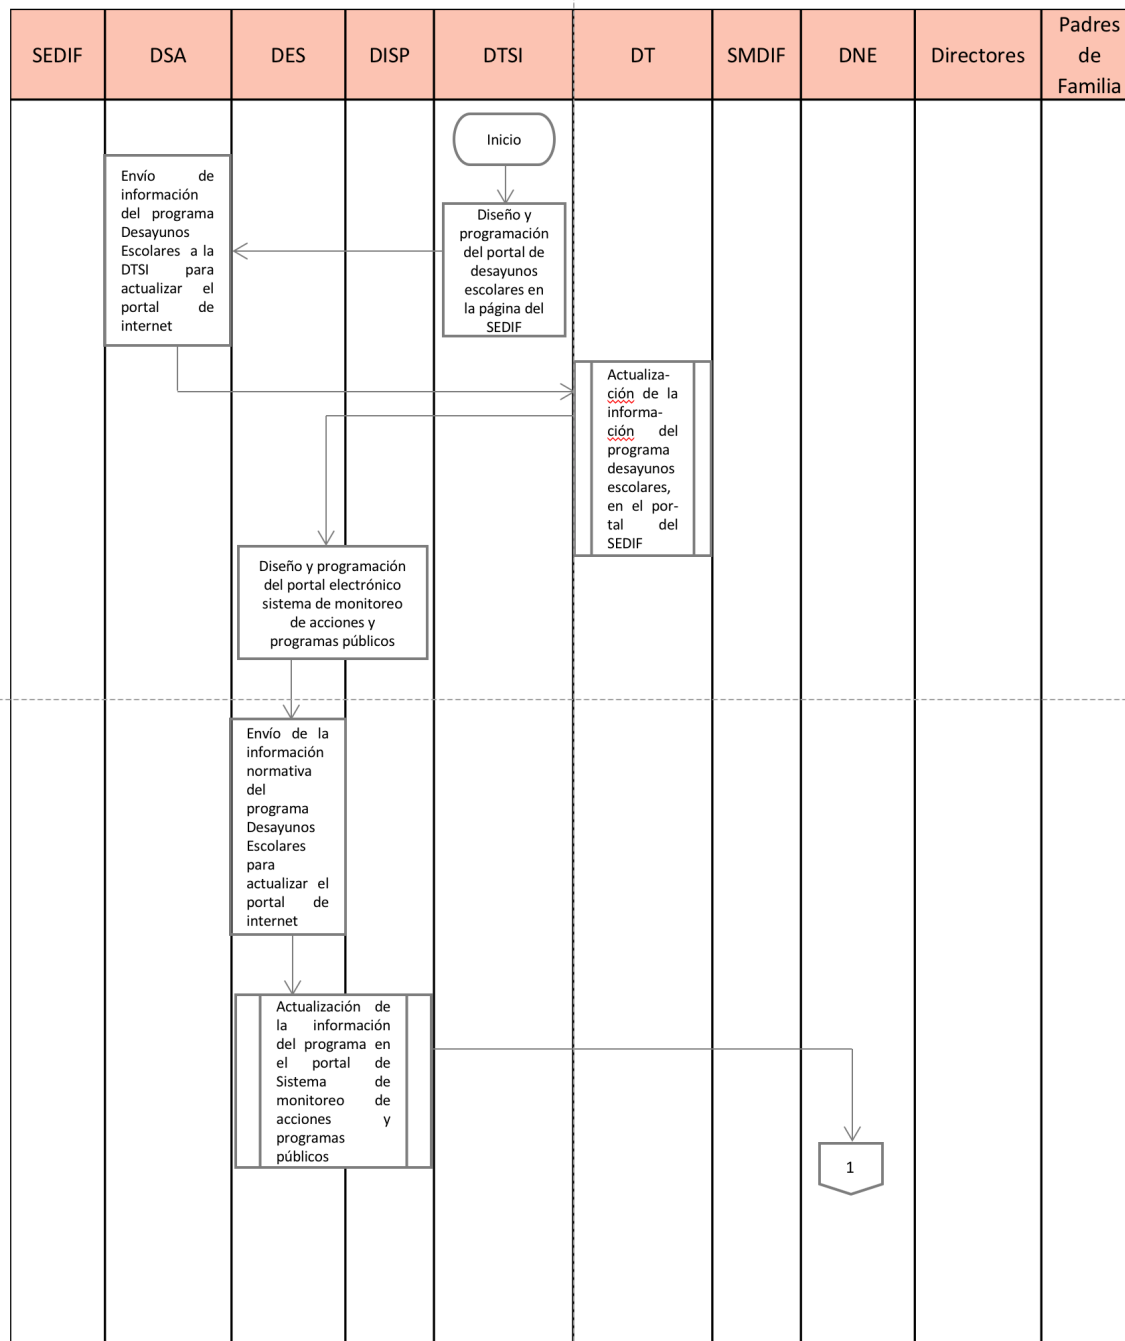 SEDIF
DSA
DES
DISP
DTSI
DT
SMDIF
DNE
Directores
Padres
de
Familia
Inicio
Diseño y
programación
del portal de
desayunos
escolares en
la página del
SEDIF
Envío de
información
del programa
Desayunos
Escolares a la
DTSI para
actualizar el
portal de
internet
Actualiza-
ción de la
informa-
ción del
programa
desayunos
escolares,
en el por-
tal del
SEDIF
Diseño y programación
del portal electrónico
sistema de monitoreo
de acciones y
programas públicos
Envío de la
información
normativa
del
programa
Desayunos
Escolares
para
actualizar el
portal de
internet
Actualización de
la información
del programa en
el portal de
Sistema de
monitoreo de
acciones y
programas
públicos
1